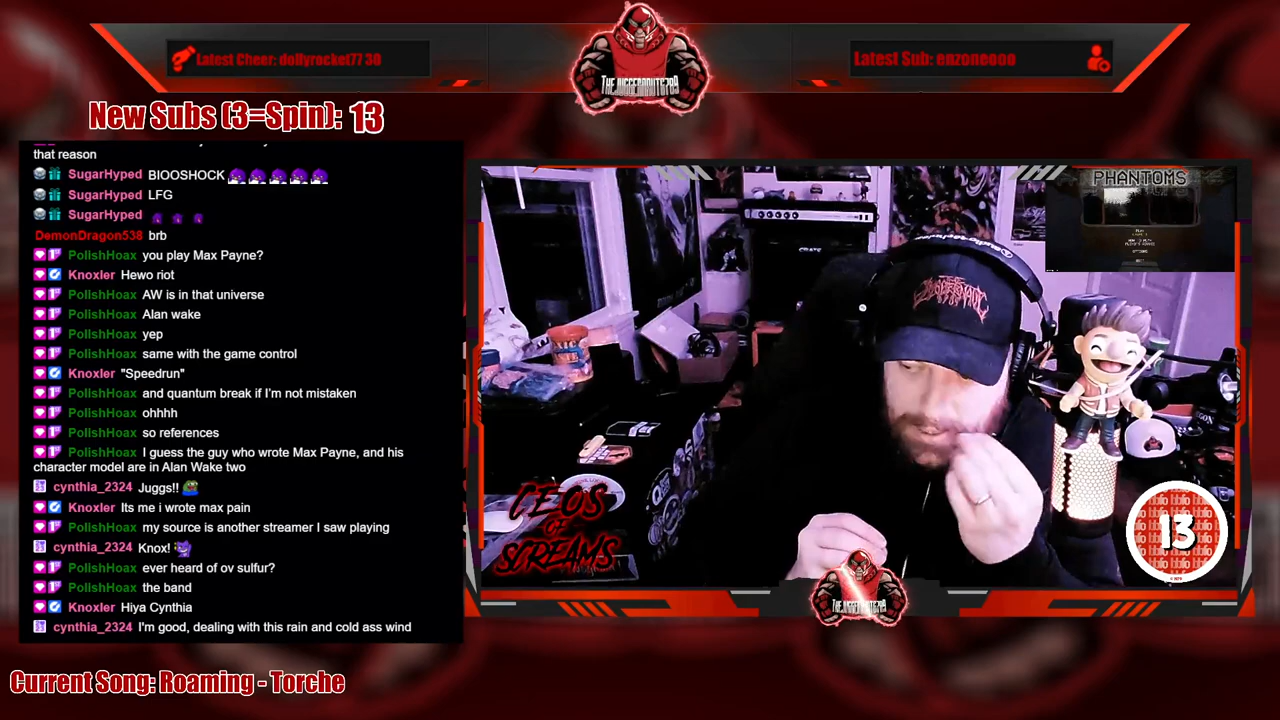 Latest Cheer: dollyrocket77 30
THEJUGGERNAUT6789
Latest Sub: enzoneooo
New Subs (3=Spin): 13
that reason
SugarHyped BIOOSHOCK
SugarHyped LFG
SugarHyped
DemonDragon538 brb
PolishHoax you play Max Payne?
Knoxler Hewo riot
PolishHoax AW is in that universe
PolishHoax Alan wake
PolishHoax yep
PolishHoax same with the game control
Knoxler "Speedrun"
PolishHoax and quantum break if I'm not mistaken
PolishHoax ohhhh
PolishHoax so references
PolishHoax I guess the guy who wrote Max Payne, and his
character model are in Alan Wake two
cynthia_2324 Juggs!!
Knoxler Its me i wrote max pain
PolishHoax my source is another streamer I saw playing
cynthia_2324 Knox!
PolishHoax ever heard of ov sulfur?
PolishHoax the band
Knoxler Hiya Cynthia
cynthia_2324 I'm good, dealing with this rain and cold ass wind
PHANTOMS
audio-technica
JUGGERNAUT
CEOS
OF
SCREAMS
13
THEJUGGERNAUT6789
Current Song: Roaming - Torche